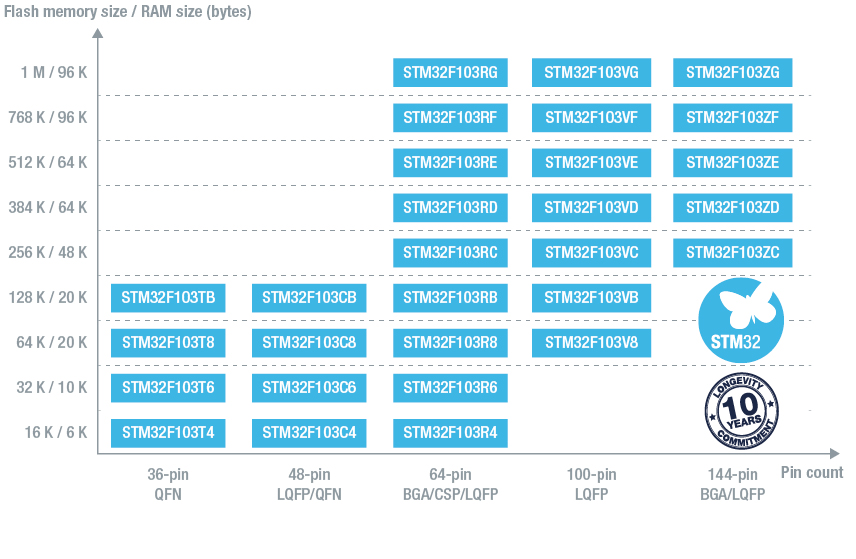 Flash memory size / RAM size (bytes)
1 M / 96 K STM32F103RG STM32F103VG STM32F103ZG
768 K / 96 K STM32F103RF STM32F103VF STM32F103ZF
512 K / 64 K STM32F103RE STM32F103VE STM32F103ZE
384 K / 64 K STM32F103RD STM32F103VD STM32F103ZD
256 K / 48 K STM32F103RC STM32F103VC STM32F103ZC
128 K / 20 K STM32F103TB STM32F103CB STM32F103RB STM32F103VB
64 K / 20 K STM32F103T8 STM32F103C8 STM32F103R8 STM32F103V8
STM32
32 K / 10 K STM32F103T6 STM32F103C6 STM32F103R6
LONGEVITY
10
YEARS
COMMITMENT
16 K / 6 K STM32F103T4 STM32F103C4 STM32F103R4
36-pin 48-pin 64-pin 100-pin 144-pin Pin count
QFN LQFP/QFN BGA/CSP/LQFP LQFP BGA/LQFP